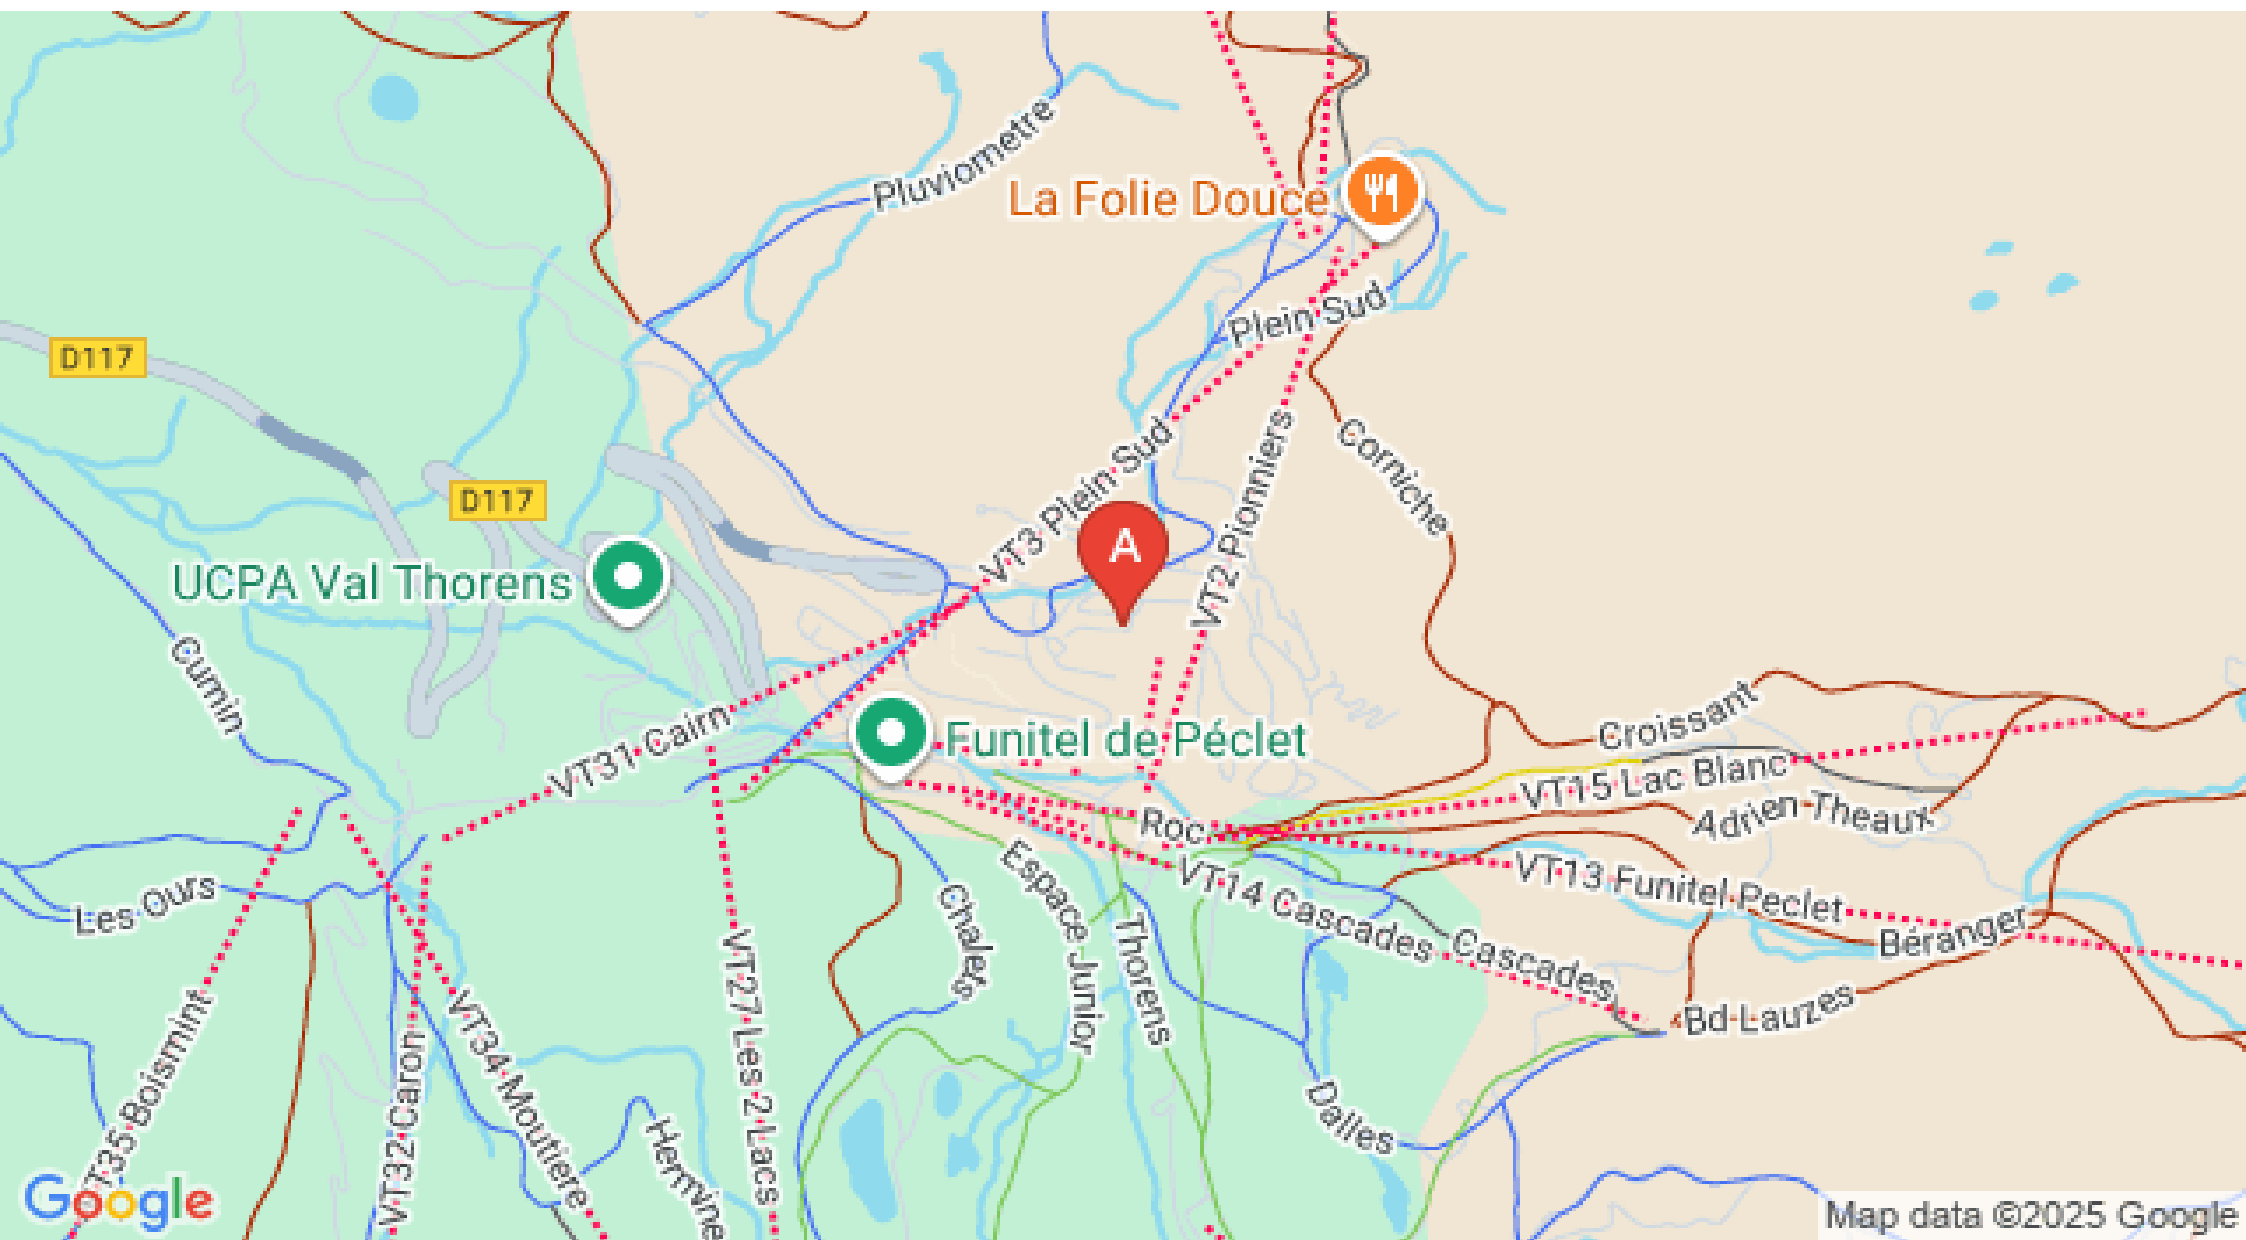 Pluviometre
La Folie Douce
Plein Sud
D117
D117
VT3 Plein Sud
VT2 Pionniers
Corniche
A
UCPA Val Thorens
Cumin
VT31 Cairn
Funitel de Péclet
Croissant
VT15 Lac Blanc
Adrien Theaux
Roc
VT13 Funitel Peclet
VT14 Cascades
Cascades
Béranger
Bd Lauzes
Les Ours
Chalets
Espace Junior
Thorens
VT27 Les 2 Lacs
VT34 Moutiere
VT32 Caron
T35 Boismint
Hermine
Dalles
Google
Map data ©2025 Google